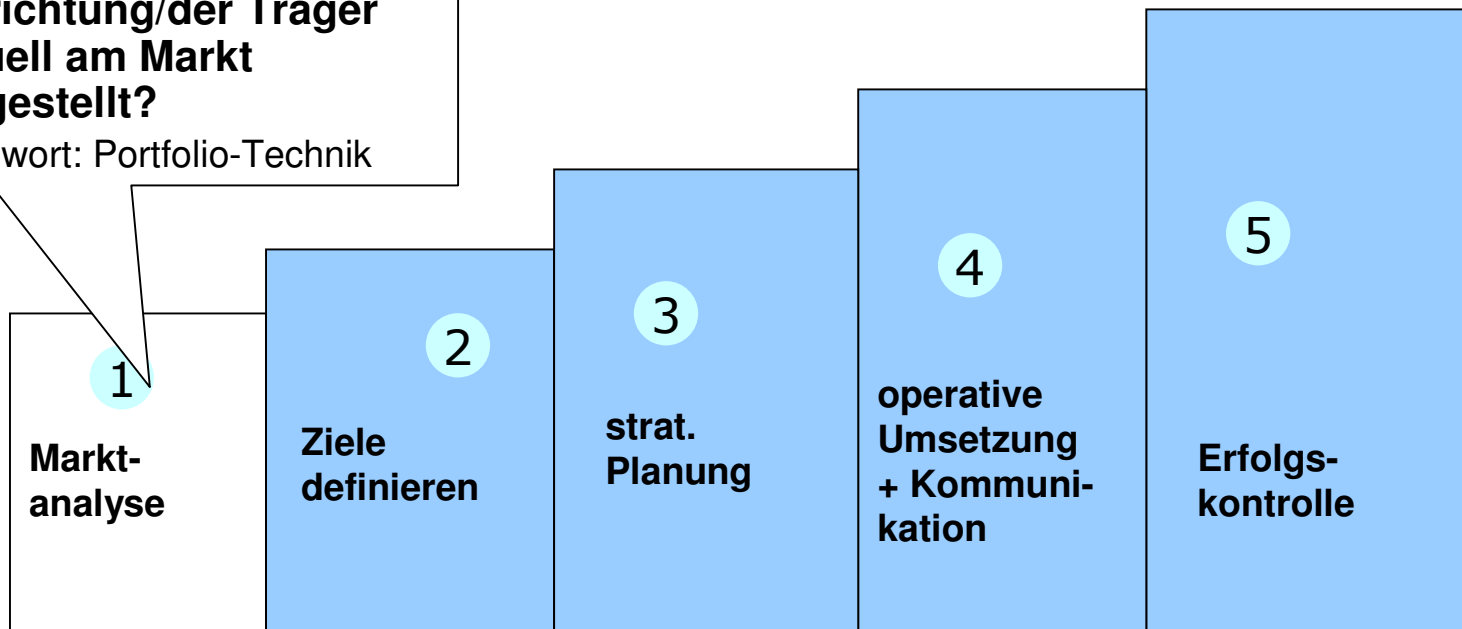 richtung/der Träger
uell am Markt
gestellt?
wort: Portfolio-Technik
1
Markt-
analyse
2
Ziele
definieren
3
strat.
Planung
4
operative
Umsetzung
+ Kommuni-
kation
5
Erfolgs-
kontrolle